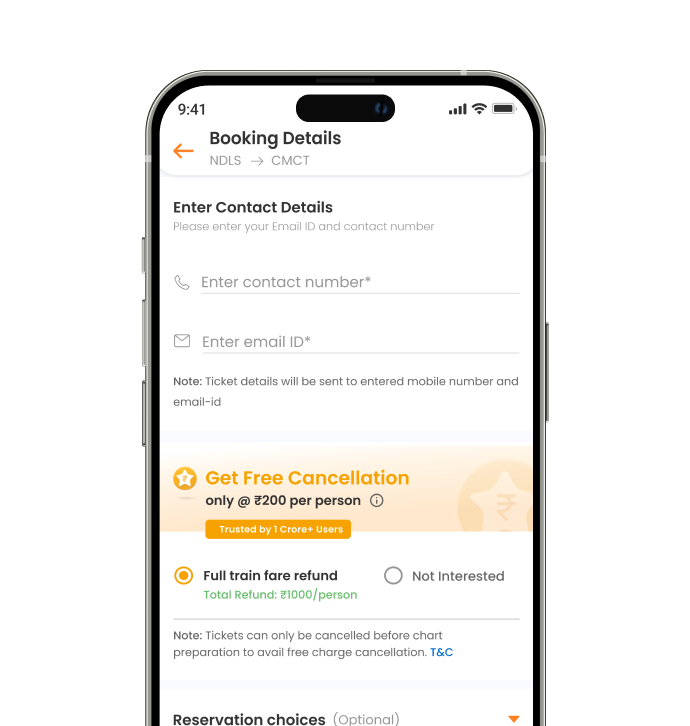 9:41
Booking Details
NDLS → CMCT
Enter Contact Details
Please enter your Email ID and contact number
Enter contact number*
Enter email ID*
Note: Ticket details will be sent to entered mobile number and
email-id
Get Free Cancellation
only @ ₹200 per person
Trusted by 1 Crore+ Users
Full train fare refund
Not Interested
Total Refund: ₹1000/person
Note: Tickets can only be cancelled before chart
preparation to avail free charge cancellation. T&C
Reservation choices (Optional)